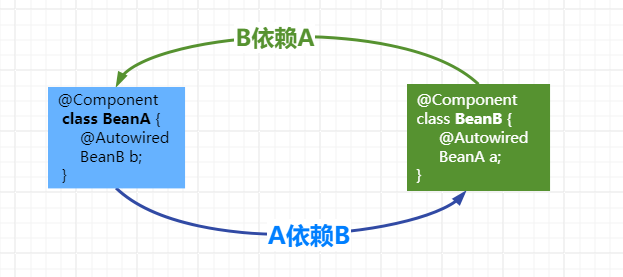 B依赖A
@Component
class BeanA {
@Autowired
BeanB b;
}
@Component
class BeanB {
@Autowired
BeanA a;
}
A依赖B